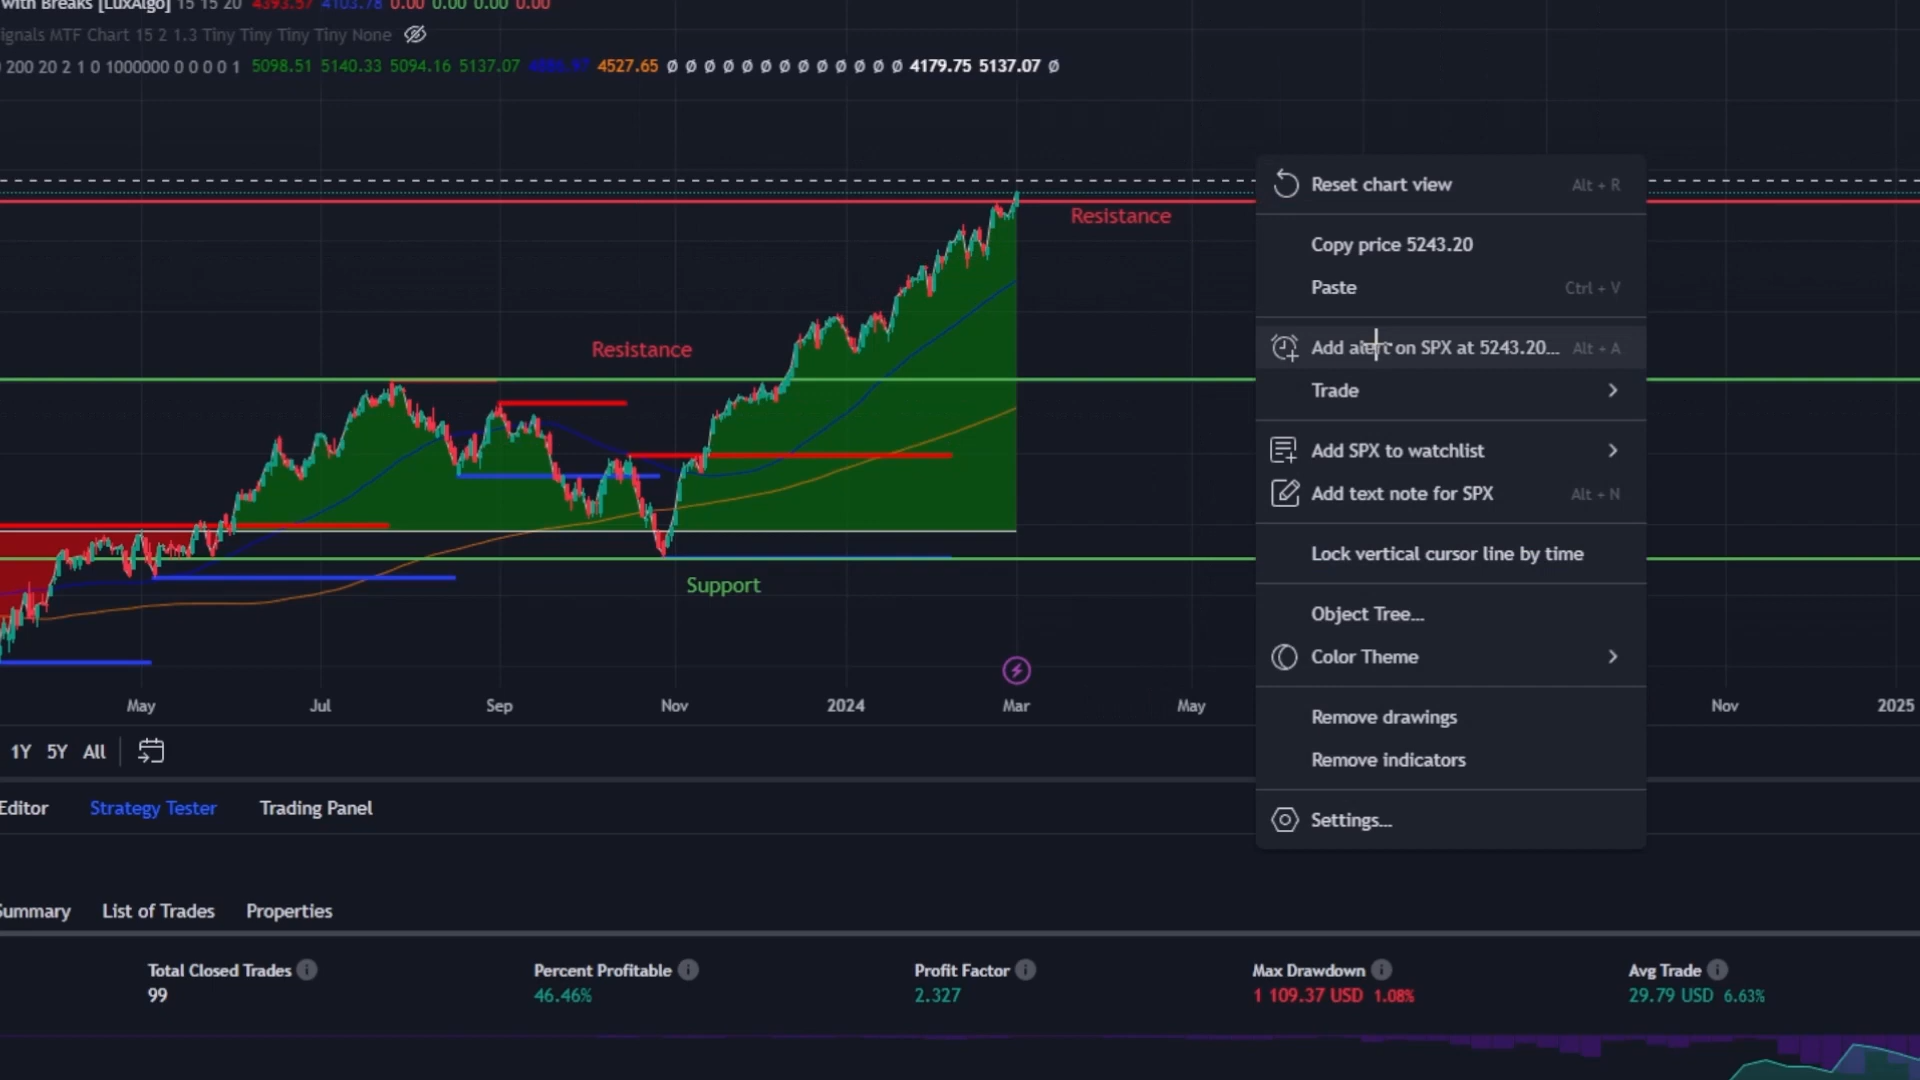 with Breaks [LuxAlgo] 15 15 20 4393.57 4103.78 0.00 0.00 0.00 0.00
ignals MTF Chart 15 2 1.3 Tiny Tiny Tiny Tiny None
200 20 2 1 0 1000000 0 0 0 0 1 5098.51 5140.33 5094.16 5137.07 4527.65 Ø Ø Ø Ø Ø Ø Ø Ø Ø Ø Ø Ø Ø 4179.75 5137.07 Ø
Resistance
Resistance
Support
May Jul Sep Nov 2024 Mar May Nov 2025
Reset chart view Alt + R
Copy price 5243.20
Paste Ctrl + V
Add alert on SPX at 5243.20... Alt + A
Trade
Add SPX to watchlist
Add text note for SPX Alt + N
Lock vertical cursor line by time
Object Tree...
Color Theme
Remove drawings
Remove indicators
Settings...
1Y 5Y All
Editor Strategy Tester Trading Panel
Summary List of Trades Properties
Total Closed Trades Percent Profitable Profit Factor Max Drawdown Avg Trade
99 46.46% 2.327 1 109.37 USD 1.08% 29.79 USD 6.63%